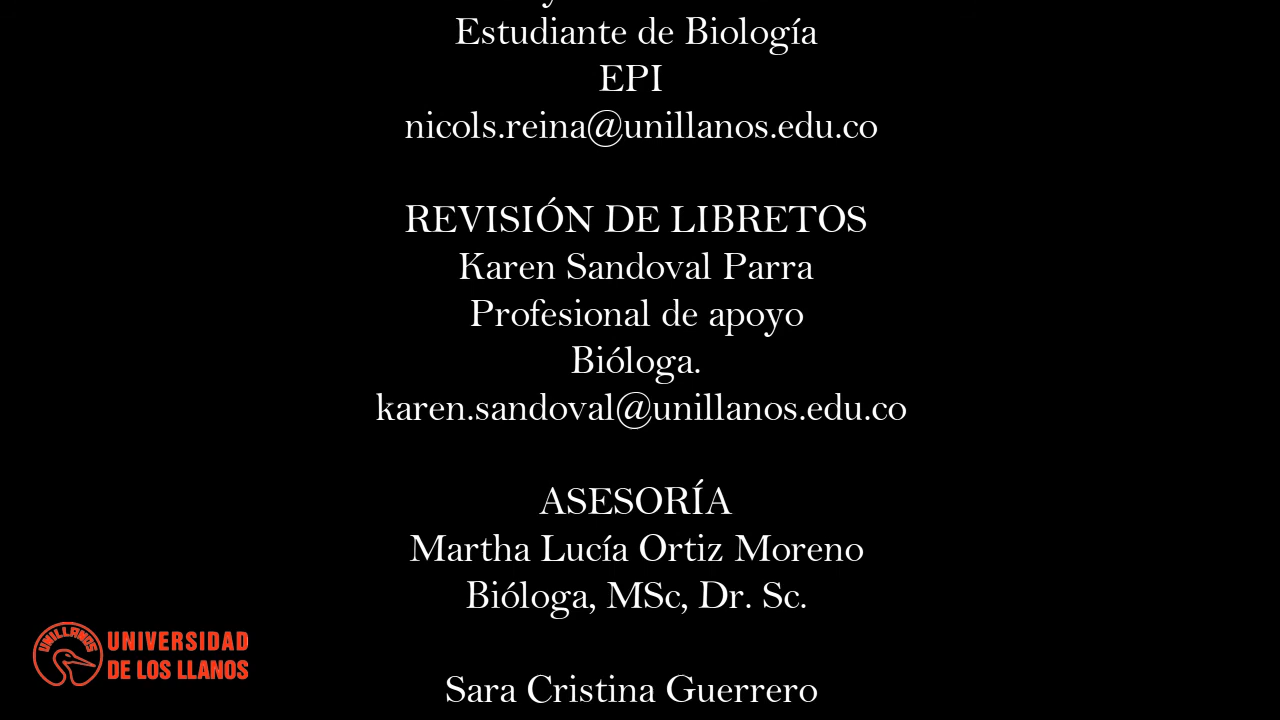 Estudiante de Biología
EPI
nicols.reina@unillanos.edu.co
REVISIÓN DE LIBRETOS
Karen Sandoval Parra
Profesional de apoyo
Bióloga.
karen.sandoval@unillanos.edu.co
ASESORÍA
Martha Lucía Ortiz Moreno
Bióloga, MSc, Dr. Sc.
UNILLANOS
UNIVERSIDAD
DE LOS LLANOS
Sara Cristina Guerrero